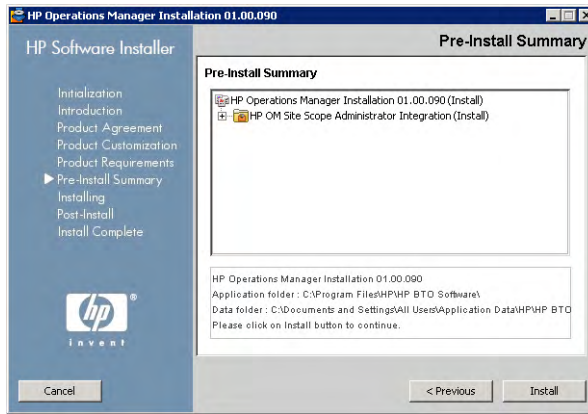 HP Operations Manager Installation 01.00.090
HP Software Installer
Pre-Install Summary
Initialization
Introduction
Product Agreement
Product Customization
Product Requirements
Pre-Install Summary
Installing
Post-Install
Install Complete
hp
®
invent
Pre-Install Summary
HP Operations Manager Installation 01.00.090 (Install)
HP OM Site Scope Administrator Integration (Install)
HP Operations Manager Installation 01.00.090
Application folder : C:\Program Files\HP\HP BTO Software\
Data folder : C:\Documents and Settings\All Users\Application Data\HP\HP BTO
Please click on Install button to continue.
Cancel
< Previous
Install